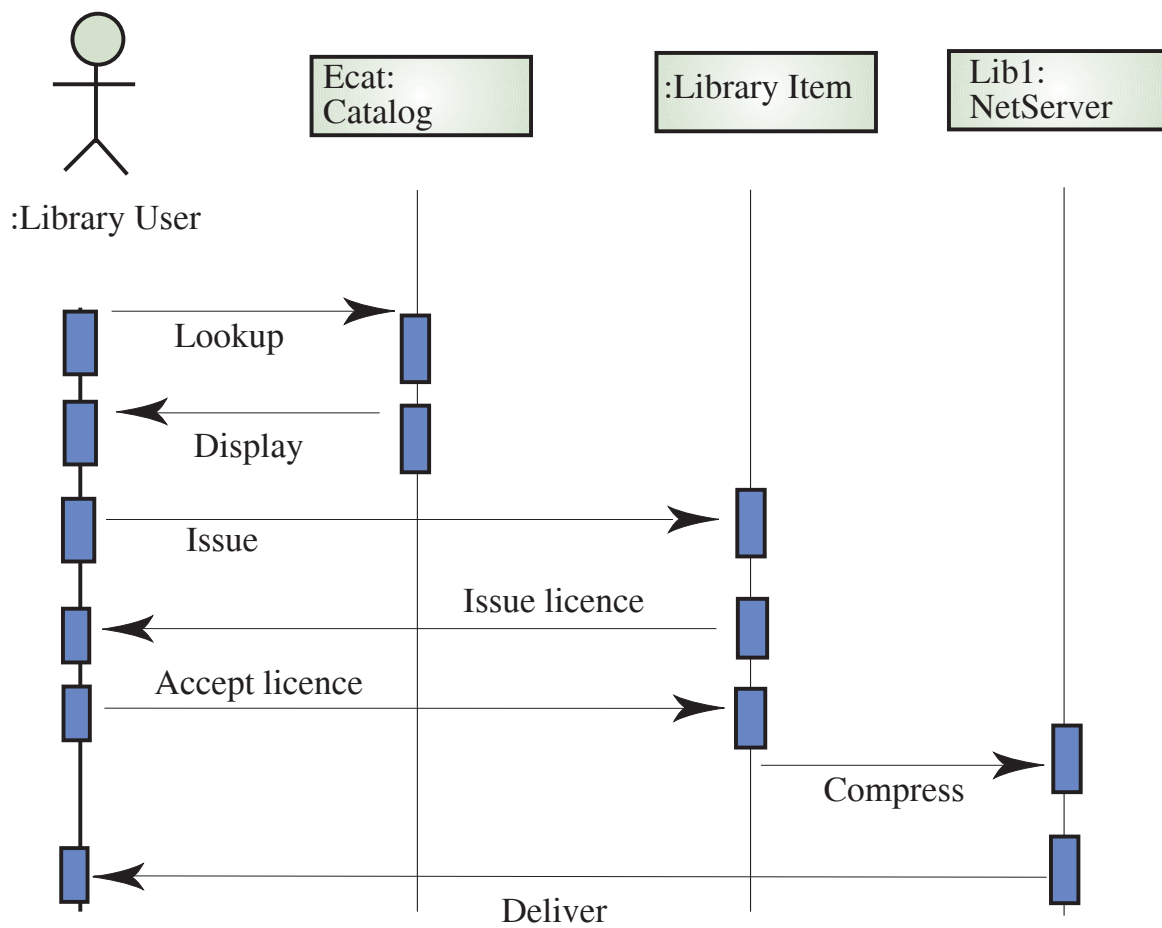 Ecat:
Catalog
:Library Item
Lib1:
NetServer
:Library User
Lookup
Display
Issue
Issue licence
Accept licence
Compress
Deliver